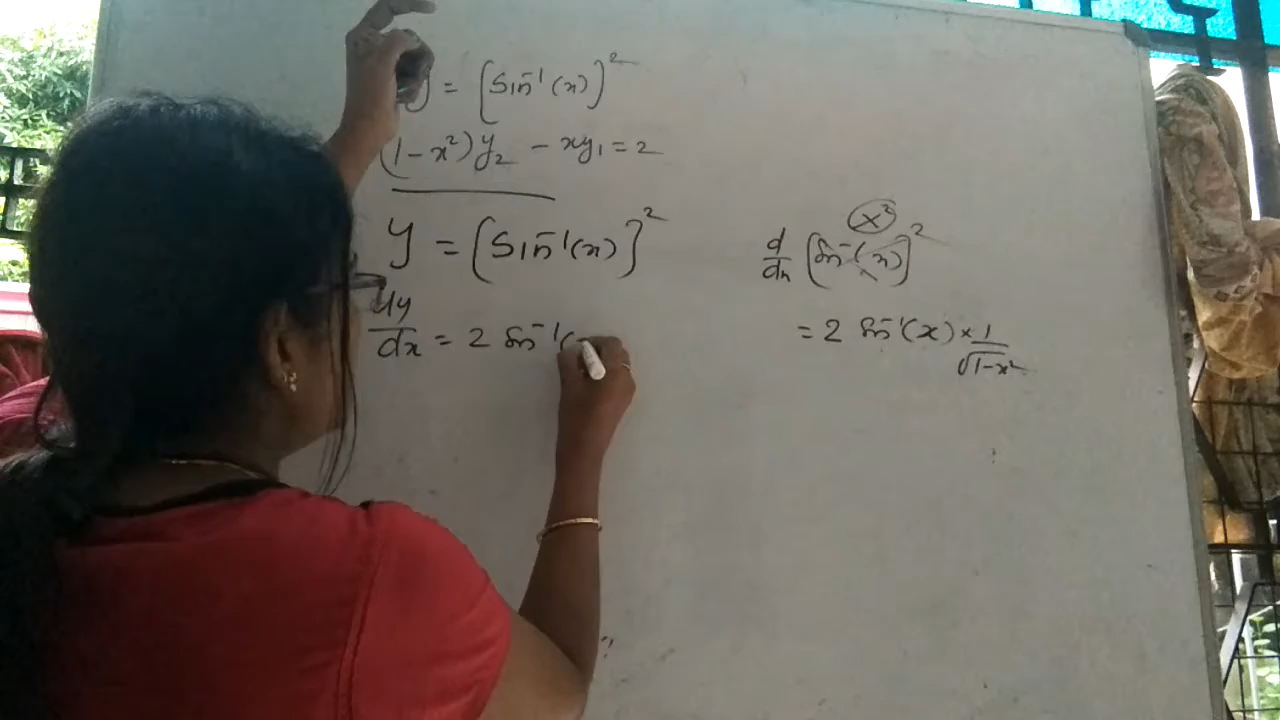 y = [Sin⁻¹(x)]²
(1-x²)y₂ - xy₁ = 2
y = [Sin⁻¹(x)]²
dy/dx = 2 Sin⁻¹(
x²
d/dx [Sin⁻¹(x)]²
= 2 Sin⁻¹(x) × 1/√1-x²